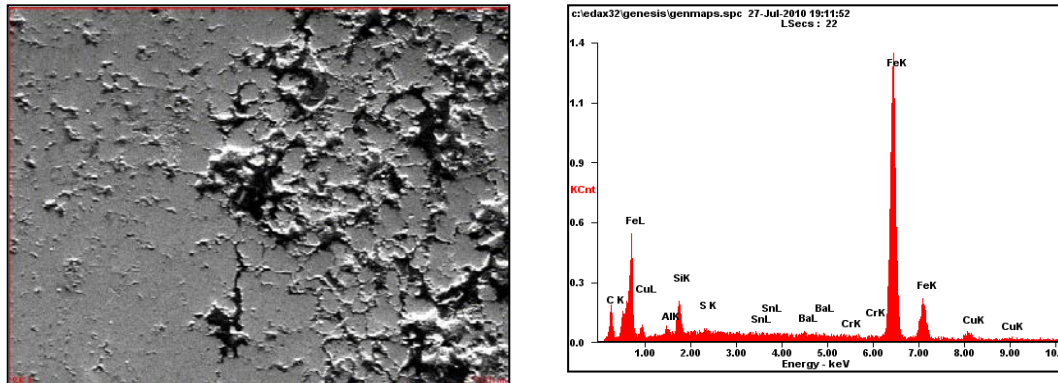 c:\edax32\genesis\genmaps.spc 27-Jul-2010 19:11:52
LSecs : 22
1.4
FeK
1.1
0.9
KCnt
0.6
FeL
0.3
SiK
C K
CuL
AlK
S K
SnL
SnL
BaL
BaL
CrK
CrK
FeK
CuK
CuK
0.0
1.00 2.00 3.00 4.00 5.00 6.00 7.00 8.00 9.00
Energy - keV